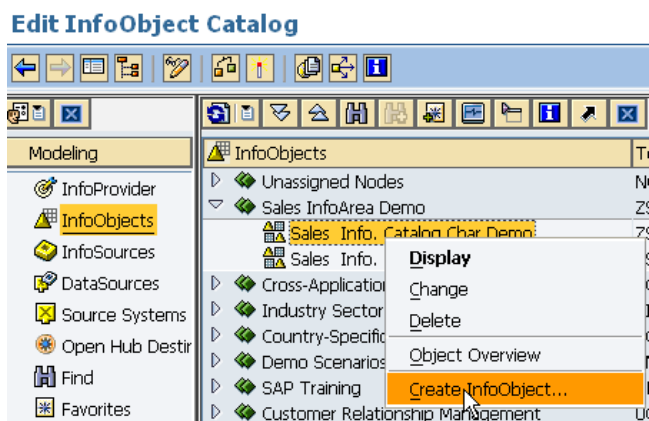 Edit InfoObject Catalog
Modeling
InfoObjects
InfoProvider
Unassigned Nodes
InfoObjects
Sales InfoArea Demo
Sales Info. Catalog Char Demo
InfoSources
Sales Info.
DataSources
Cross-Application
Source Systems
Industry Sector
Open Hub Destin
Country-Specific
Demo Scenarios
Find
SAP Training
Favorites
Customer Relationship Management
Display
Change
Delete
Object Overview
Create InfoObject...